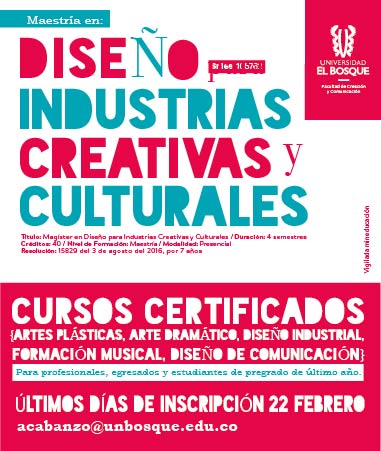 Maestría en:
DISEÑO
INDUSTRIAS
CREATIVAS y
CULTURALES
UNIVERSIDAD
EL BOSQUE
Facultad de Creación
y Comunicación
Título: Magíster en Diseño para Industrias Creativas y Culturales / Duración: 4 semestres
Créditos: 40 / Nivel de Formación: Maestría / Modalidad: Presencial
Resolución: 15829 del 3 de agosto del 2016, por 7 años
Vigilada mineducación
CURSOS CERTIFICADOS
{ARTES PLÁSTICAS, ARTE DRAMÁTICO, DISEÑO INDUSTRIAL,
FORMACIÓN MUSICAL, DISEÑO DE COMUNICACIÓN}
Para profesionales, egresados y estudiantes de pregrado de último año.
ÚLTIMOS DÍAS DE INSCRIPCIÓN 22 FEBRERO
acabanzo@unbosque.edu.co